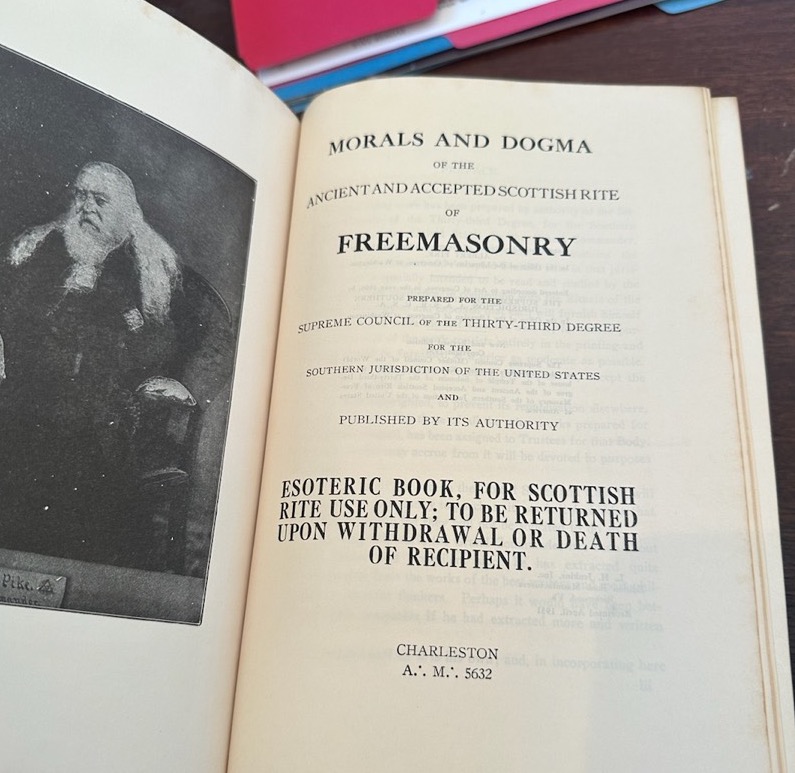 Pike.
mander.
MORALS AND DOGMA
OF THE
ANCIENT AND ACCEPTED SCOTTISH RITE
OF
FREEMASONRY
PREPARED FOR THE
SUPREME COUNCIL OF THE THIRTY-THIRD DEGREE
FOR THE
SOUTHERN JURISDICTION OF THE UNITED STATES
AND
PUBLISHED BY ITS AUTHORITY
ESOTERIC BOOK, FOR SCOTTISH
RITE USE ONLY; TO BE RETURNED
UPON WITHDRAWAL OR DEATH
OF RECIPIENT.
CHARLESTON
A.∙. M.∙. 5632